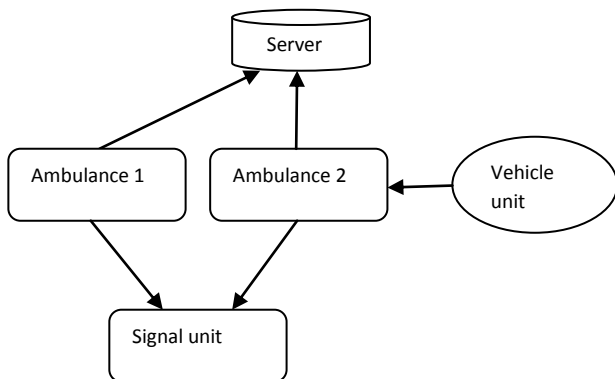 Server
Ambulance 1
Ambulance 2
Vehicle
unit
Signal unit